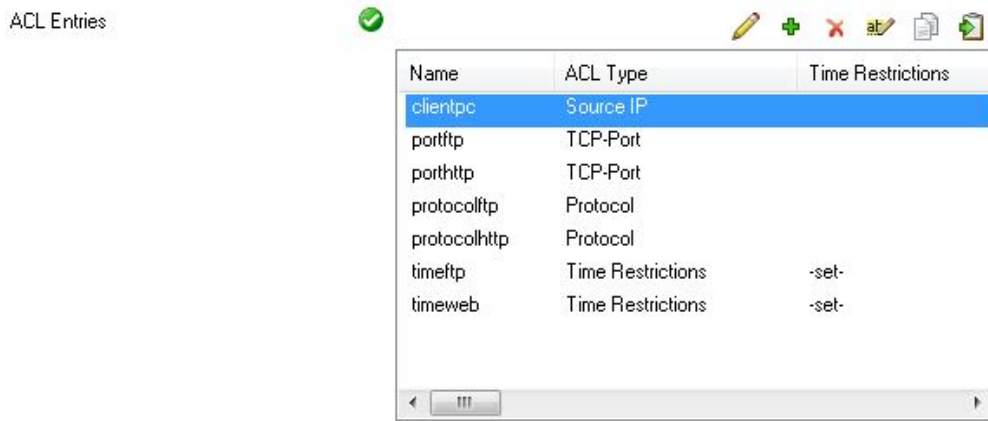 ACL Entries
Name ACL Type Time Restrictions
clientpc Source IP
portftp TCP-Port
porthttp TCP-Port
protocolftp Protocol
protocolhttp Protocol
timeftp Time Restrictions -set-
timeweb Time Restrictions -set-